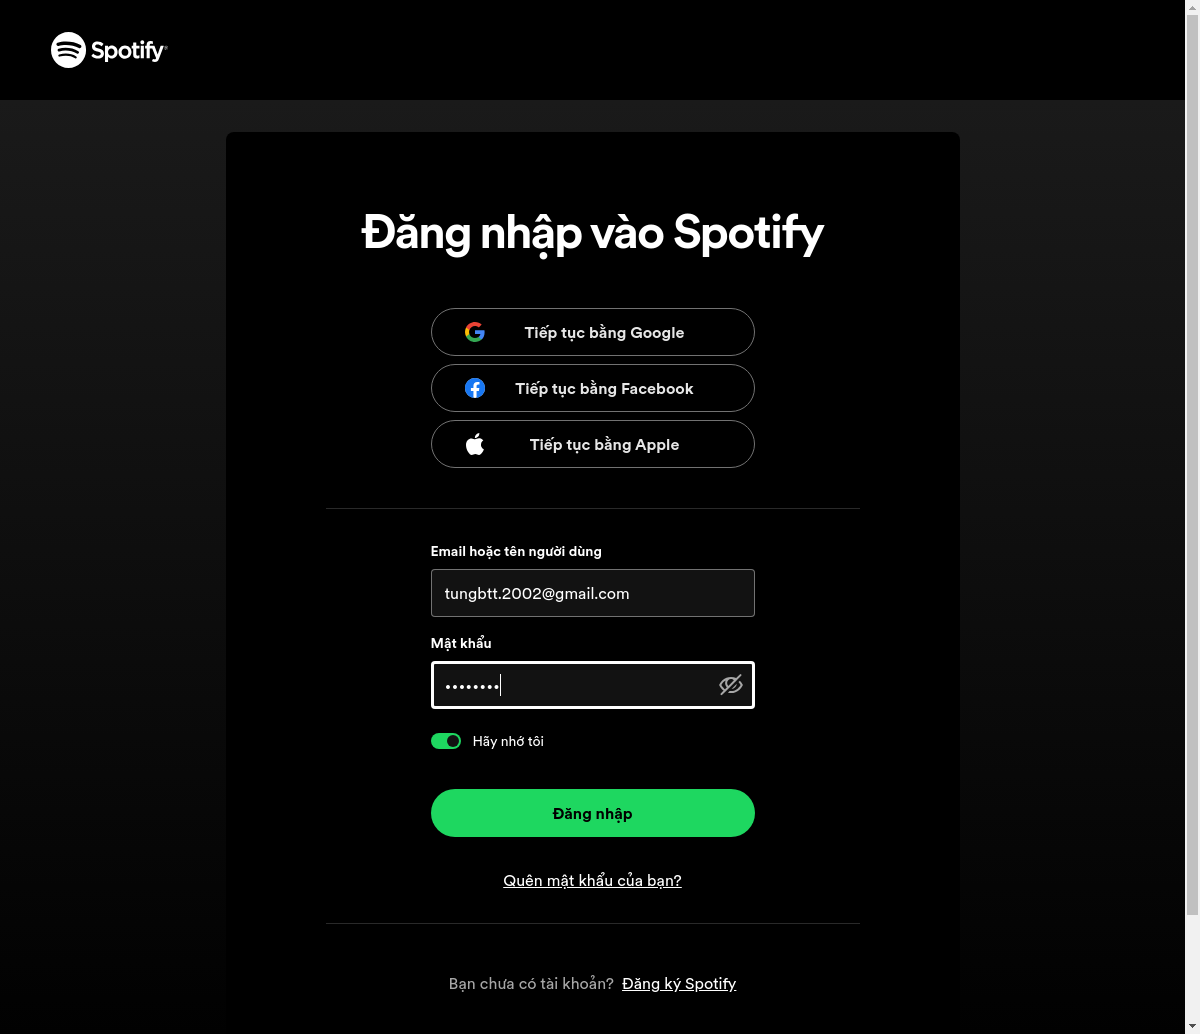 Spotify
Đăng nhập vào Spotify
Tiếp tục bằng Google
Tiếp tục bằng Facebook
Tiếp tục bằng Apple
Email hoặc tên người dùng
tungbtt.2002@gmail.com
Mật khẩu
••••••••
Hãy nhớ tôi
Đăng nhập
Quên mật khẩu của bạn?
Bạn chưa có tài khoản? Đăng ký Spotify